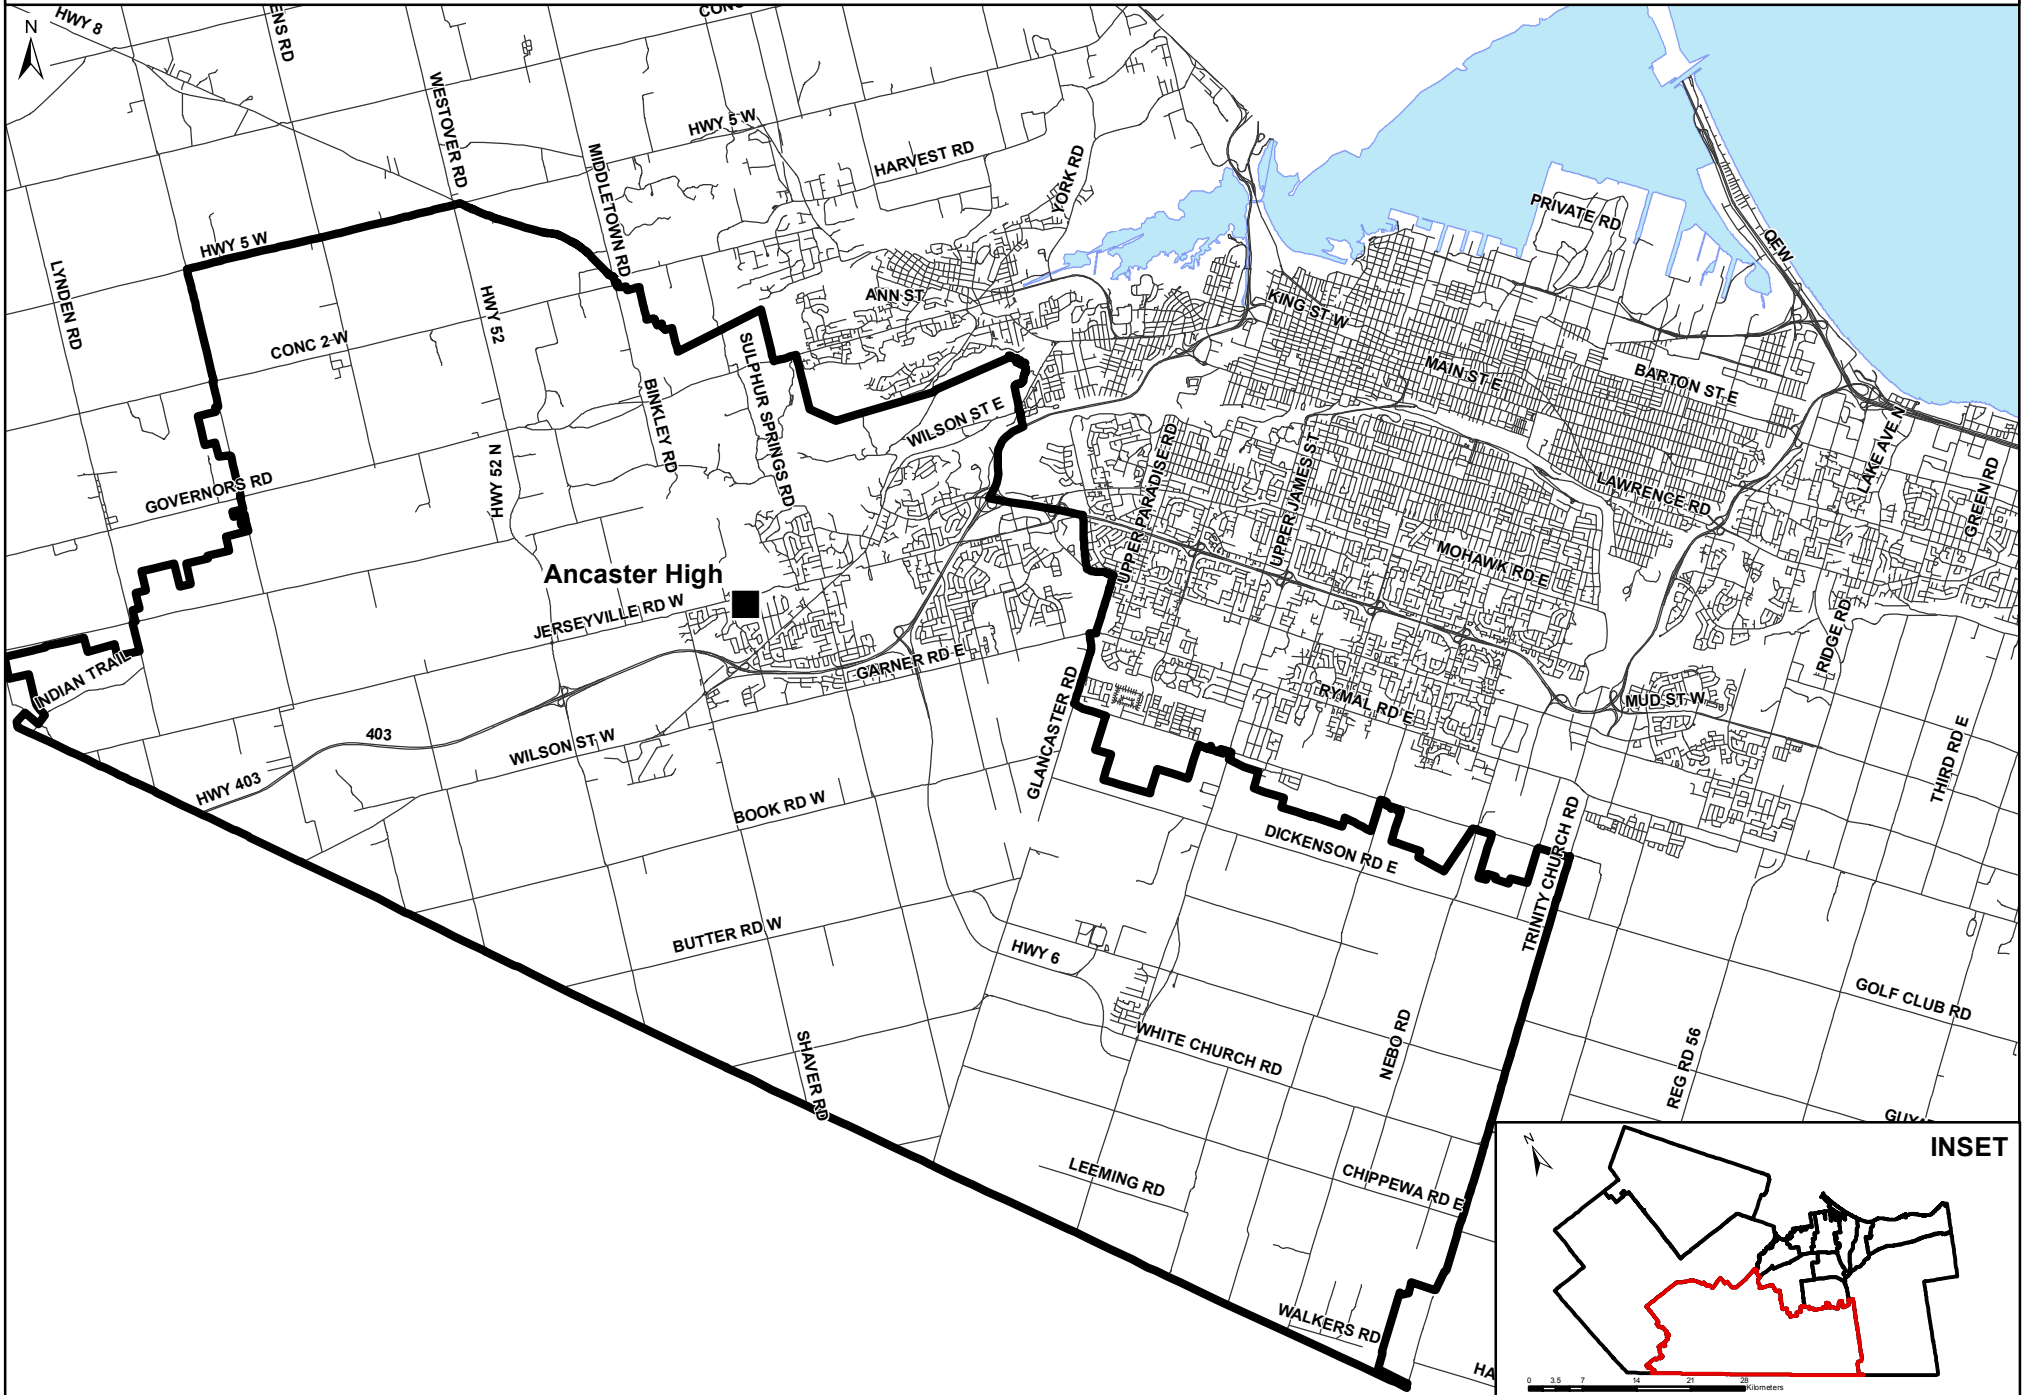 N
HWY 8
ENS RD
CONC
WESTOVER RD
MIDDLETOWN RD
HWY 5 W
HARVEST RD
YORK RD
PRIVATE RD
QEW
LYNDEN RD
HWY 5 W
HWY 52
ANN ST
KING ST W
CONC 2 W
SULPHUR SPRINGS RD
MAIN ST E
BARTON ST E
BINKLEY RD
WILSON ST E
LAKE AVE N
UPPER PARADISE RD
UPPER JAMES ST
HWY 52 N
GOVERNORS RD
LAWRENCE RD
GREEN RD
MOHAWK RD E
Ancaster High
JERSEYVILLE RD W
RIDGE RD
INDIAN TRAIL
GARNER RD E
GLANCASTER RD
RYMAL RD E
MUD ST W
403
WILSON ST W
HWY 403
THIRD RD E
BOOK RD W
DICKENSON RD E
TRINITY CHURCH RD
BUTTER RD W
HWY 6
GOLF CLUB RD
SHAVER RD
WHITE CHURCH RD
NEBO RD
REG RD 56
GUYA
LEEMING RD
CHIPPEWA RD E
WALKERS RD
HA
INSET
N
0 3.5 7 14 21 28
Kilometers